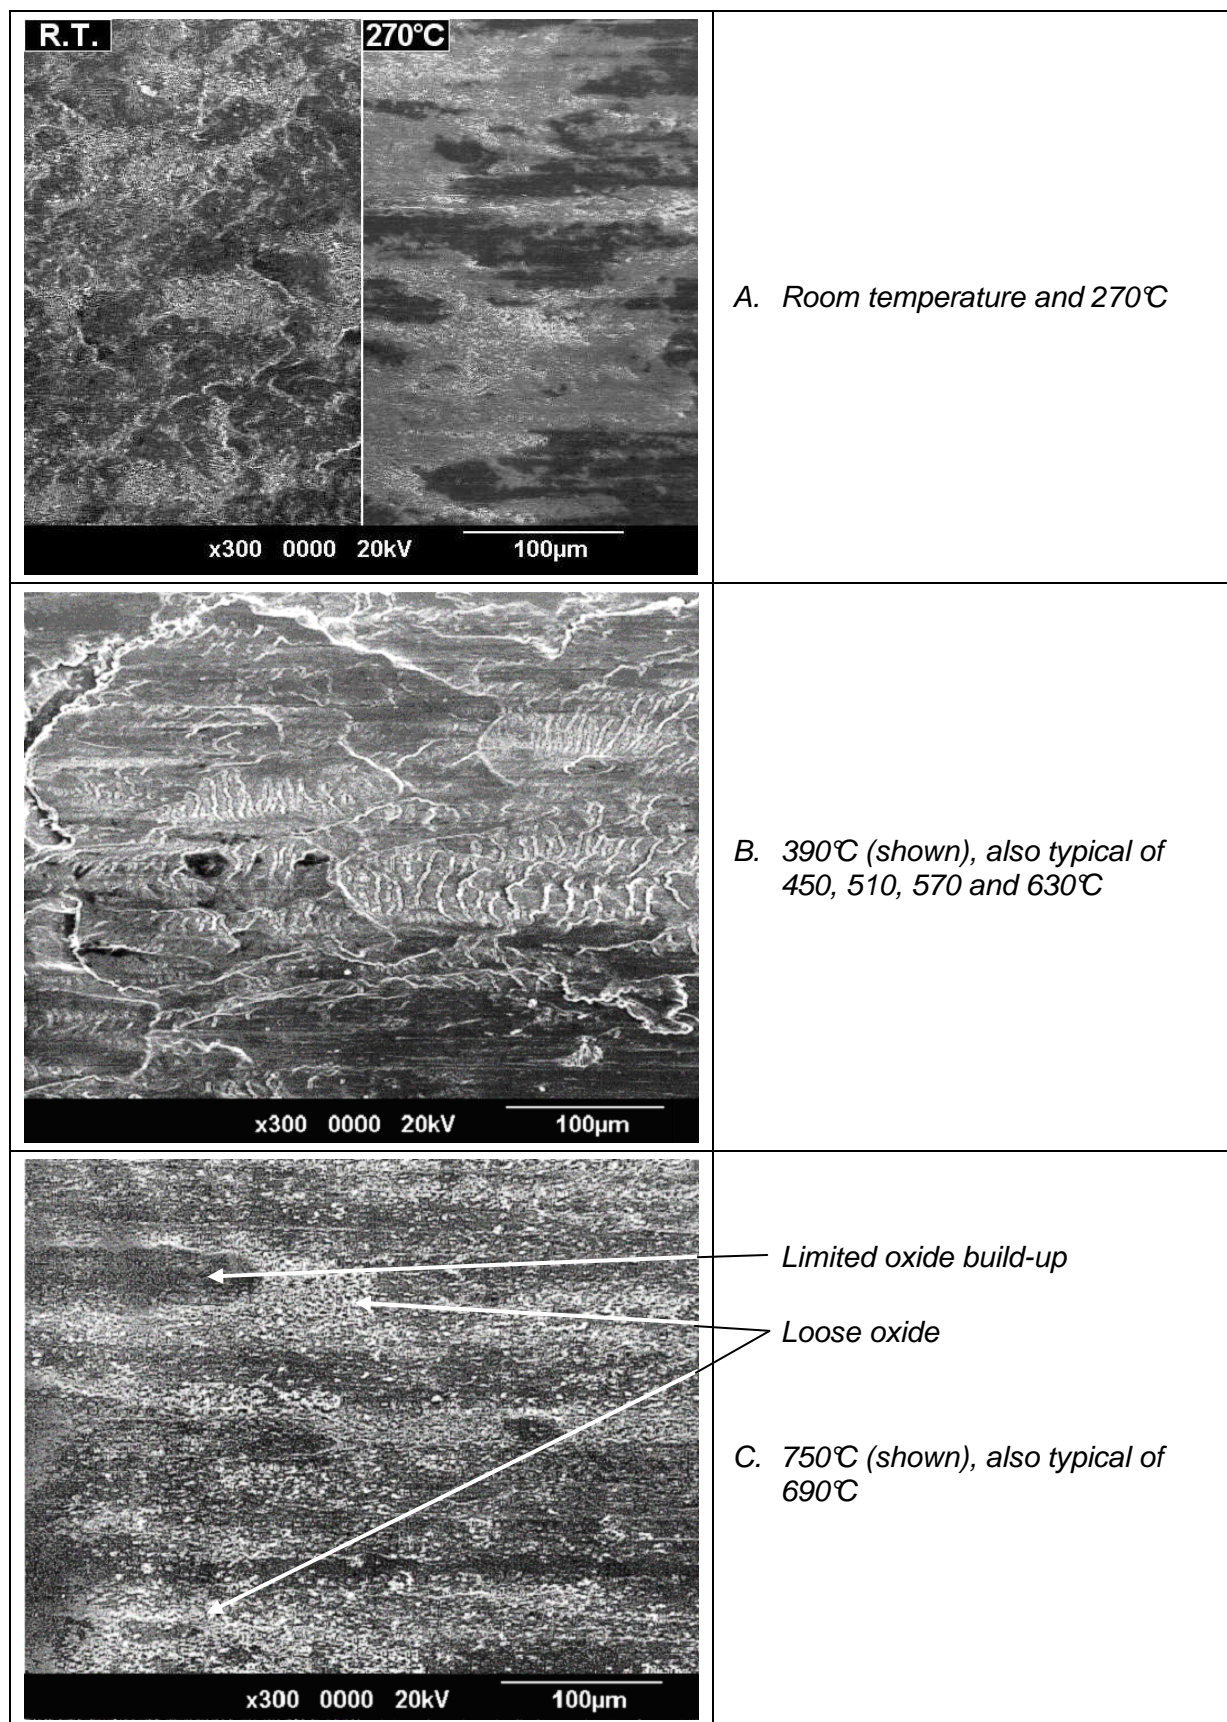 R.T.
270°C
x300 0000 20kV 100µm
A. Room temperature and 270°C
x300 0000 20kV 100µm
B. 390°C (shown), also typical of
450, 510, 570 and 630°C
x300 0000 20kV 100µm
Limited oxide build-up
Loose oxide
C. 750°C (shown), also typical of
690°C